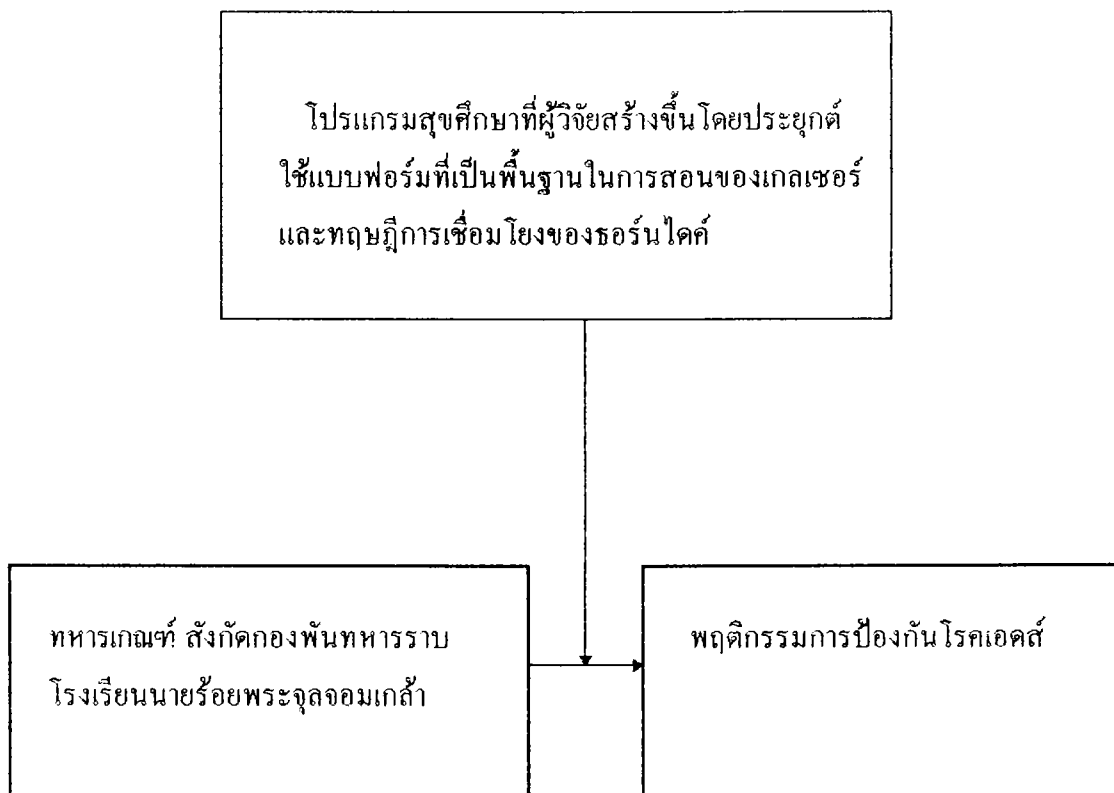 โปรแกรมสุขศึกษาที่ผู้วิจัยสร้างขึ้นโดยประยุกต์
ใช้แบบฟอร์มที่เป็นพื้นฐานในการสอนของเกลเซอร์
และทฤษฎีการเชื่อมโยงของธอร์นไดค์
ทหารเกณฑ์ สังกัดกองพันทหารราบ
โรงเรียนนายร้อยพระจุลจอมเกล้า
พฤติกรรมการป้องกันโรคเอดส์